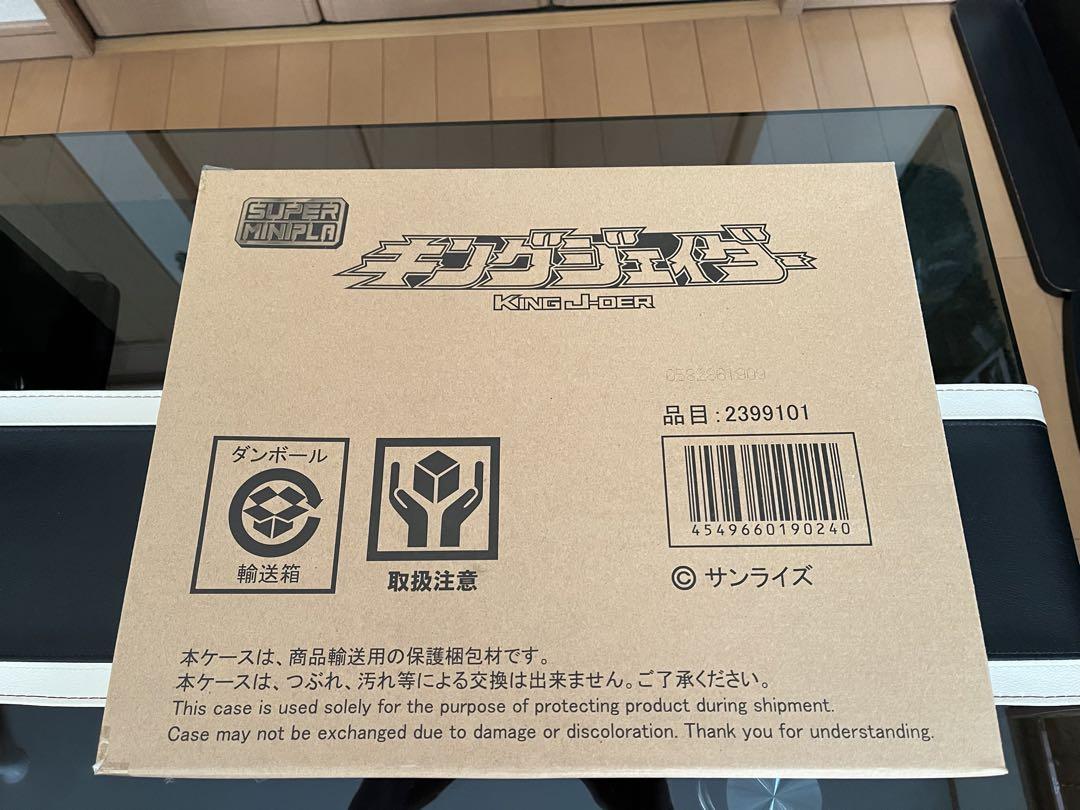 SUPER
MINIPLA
キングジェイダー
KING J-DER
0532361909
品目：2399101
4549660190240
© サンライズ
ダンボール
輸送箱
取扱注意
本ケースは、商品輸送用の保護梱包材です。
本ケースは、つぶれ、汚れ等による交換は出来ません。ご了承ください。
This case is used solely for the purpose of protecting product during shipment.
Case may not be exchanged due to damage or discoloration. Thank you for understanding.